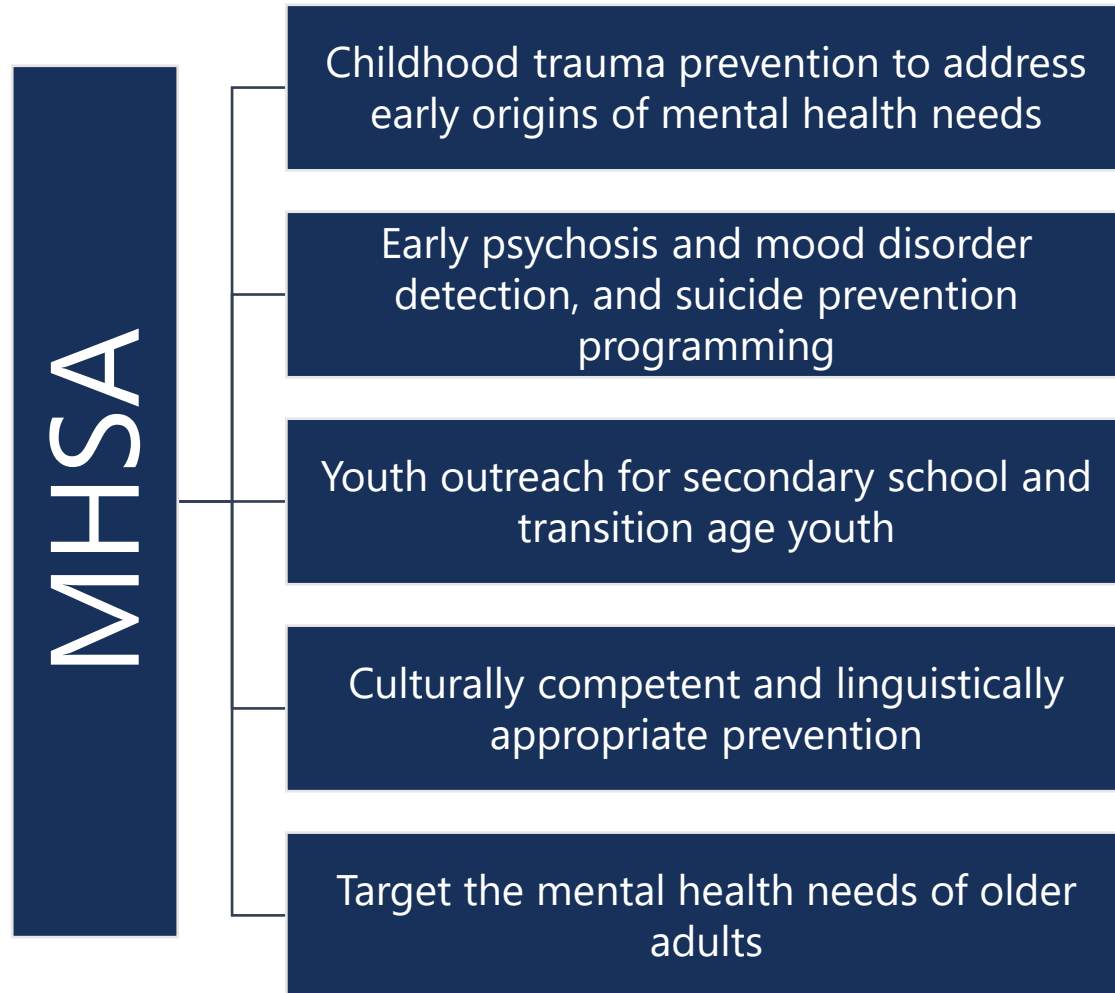 MHSA
Childhood trauma prevention to address
early origins of mental health needs
Early psychosis and mood disorder
detection, and suicide prevention
programming
Youth outreach for secondary school and
transition age youth
Culturally competent and linguistically
appropriate prevention
Target the mental health needs of older
adults